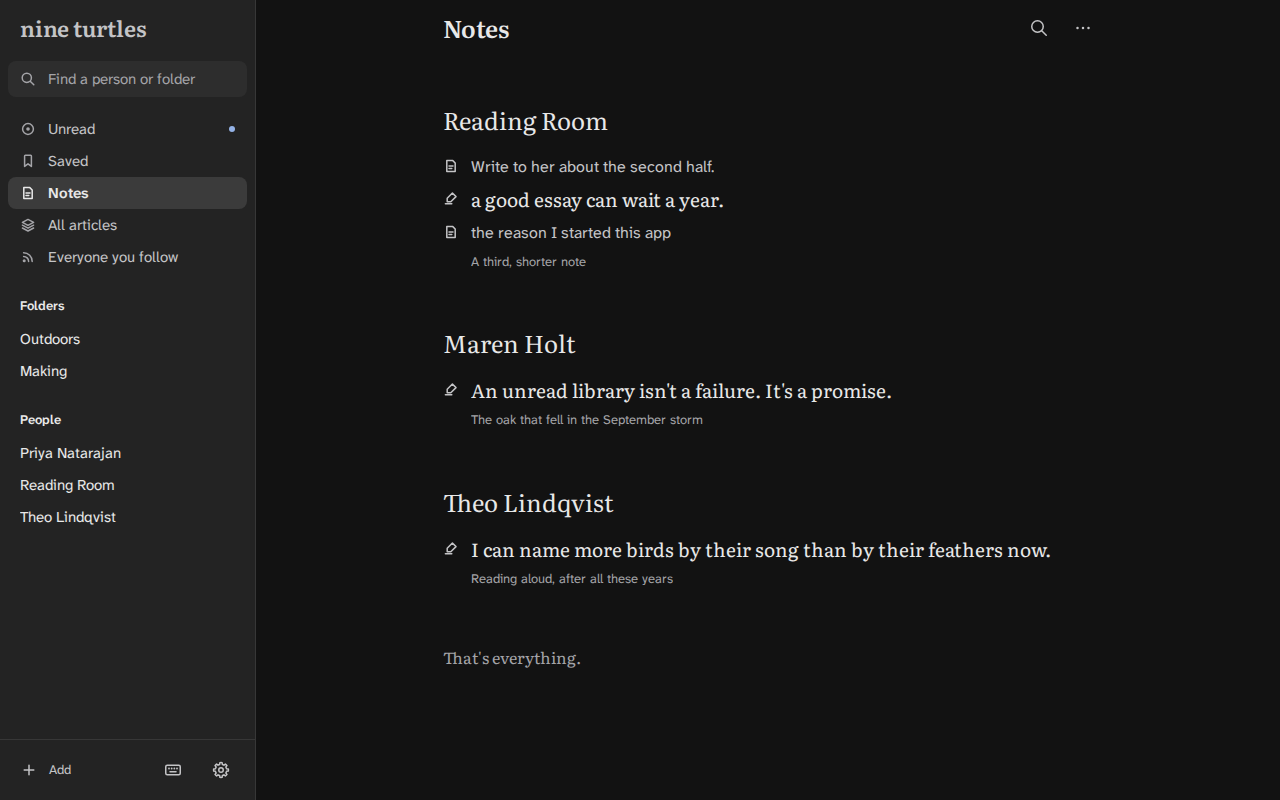 nine turtles
Find a person or folder
Unread
Saved
Notes
All articles
Everyone you follow
Folders
Outdoors
Making
People
Priya Natarajan
Reading Room
Theo Lindqvist
Add
Notes
Reading Room
Write to her about the second half.
a good essay can wait a year.
the reason I started this app
A third, shorter note
Maren Holt
An unread library isn't a failure. It's a promise.
The oak that fell in the September storm
Theo Lindqvist
I can name more birds by their song than by their feathers now.
Reading aloud, after all these years
That's everything.